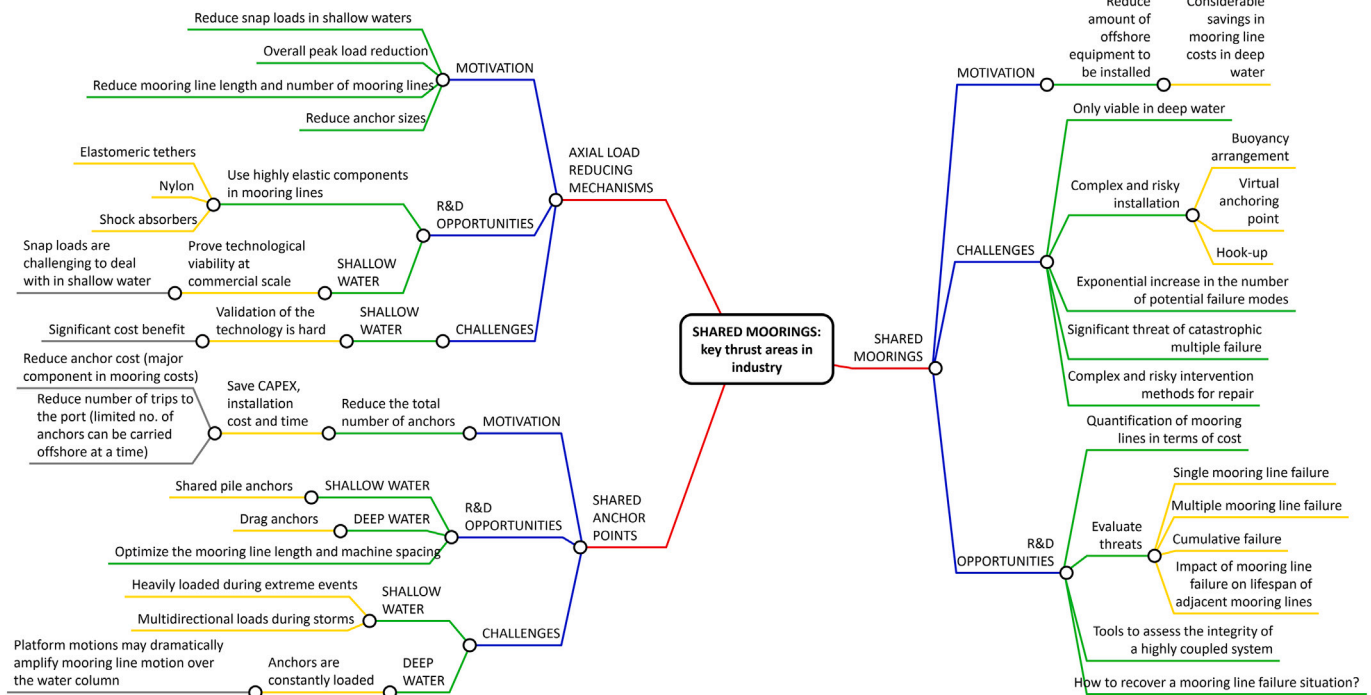 Reduce snap loads in shallow waters
Overall peak load reduction
Reduce mooring line length and number of mooring lines
Reduce anchor sizes
MOTIVATION
Elastomeric tethers
Nylon
Shock absorbers
Use highly elastic components
in mooring lines
Snap loads are
challenging to deal
with in shallow water
Prove technological
viability at
commercial scale
SHALLOW
WATER
R&D
OPPORTUNITIES
Significant cost benefit
Validation of the
technology is hard
SHALLOW
WATER
CHALLENGES
AXIAL LOAD
REDUCING
MECHANISMS
Reduce anchor cost (major
component in mooring costs)
Reduce number of trips to
the port (limited no. of
anchors can be carried
offshore at a time)
Save CAPEX,
installation
cost and time
Reduce the total
number of anchors
MOTIVATION
Shared pile anchors
SHALLOW WATER
Drag anchors
DEEP WATER
Optimize the mooring line length and machine spacing
R&D
OPPORTUNITIES
Heavily loaded during extreme events
Multidirectional loads during storms
SHALLOW
WATER
Platform motions may dramatically
amplify mooring line motion over
the water column
Anchors are
constantly loaded
DEEP
WATER
CHALLENGES
SHARED
ANCHOR
POINTS
SHARED MOORINGS:
key thrust areas in
industry
SHARED
MOORINGS
MOTIVATION
Reduce
amount of
offshore
equipment to
be installed
Considerable
savings in
mooring line
costs in deep
water
CHALLENGES
Only viable in deep water
Complex and risky
installation
Buoyancy
arrangement
Virtual
anchoring
point
Hook-up
Exponential increase in the number
of potential failure modes
Significant threat of catastrophic
multiple failure
Complex and risky intervention
methods for repair
R&D
OPPORTUNITIES
Quantification of mooring
lines in terms of cost
Evaluate
threats
Single mooring line failure
Multiple mooring line failure
Cumulative failure
Impact of mooring line
failure on lifespan of
adjacent mooring lines
Tools to assess the integrity of
a highly coupled system
How to recover a mooring line failure situation?